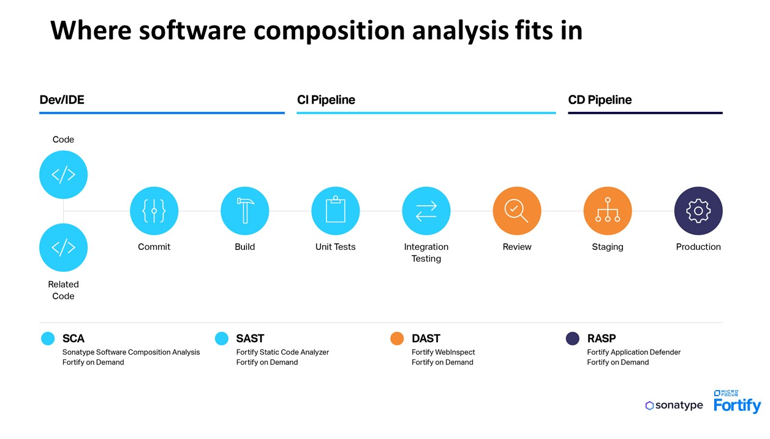 Where software composition analysis fits in
Dev/IDE
CI Pipeline
CD Pipeline
Code
Related
Code
Commit
Build
Unit Tests
Integration
Testing
Review
Staging
Production
SCA
Sonatype Software Composition Analysis
Fortify on Demand
SAST
Fortify Static Code Analyzer
Fortify on Demand
DAST
Fortify WebInspect
Fortify on Demand
RASP
Fortify Application Defender
Fortify on Demand
sonatype
MICRO
FOCUS
Fortify